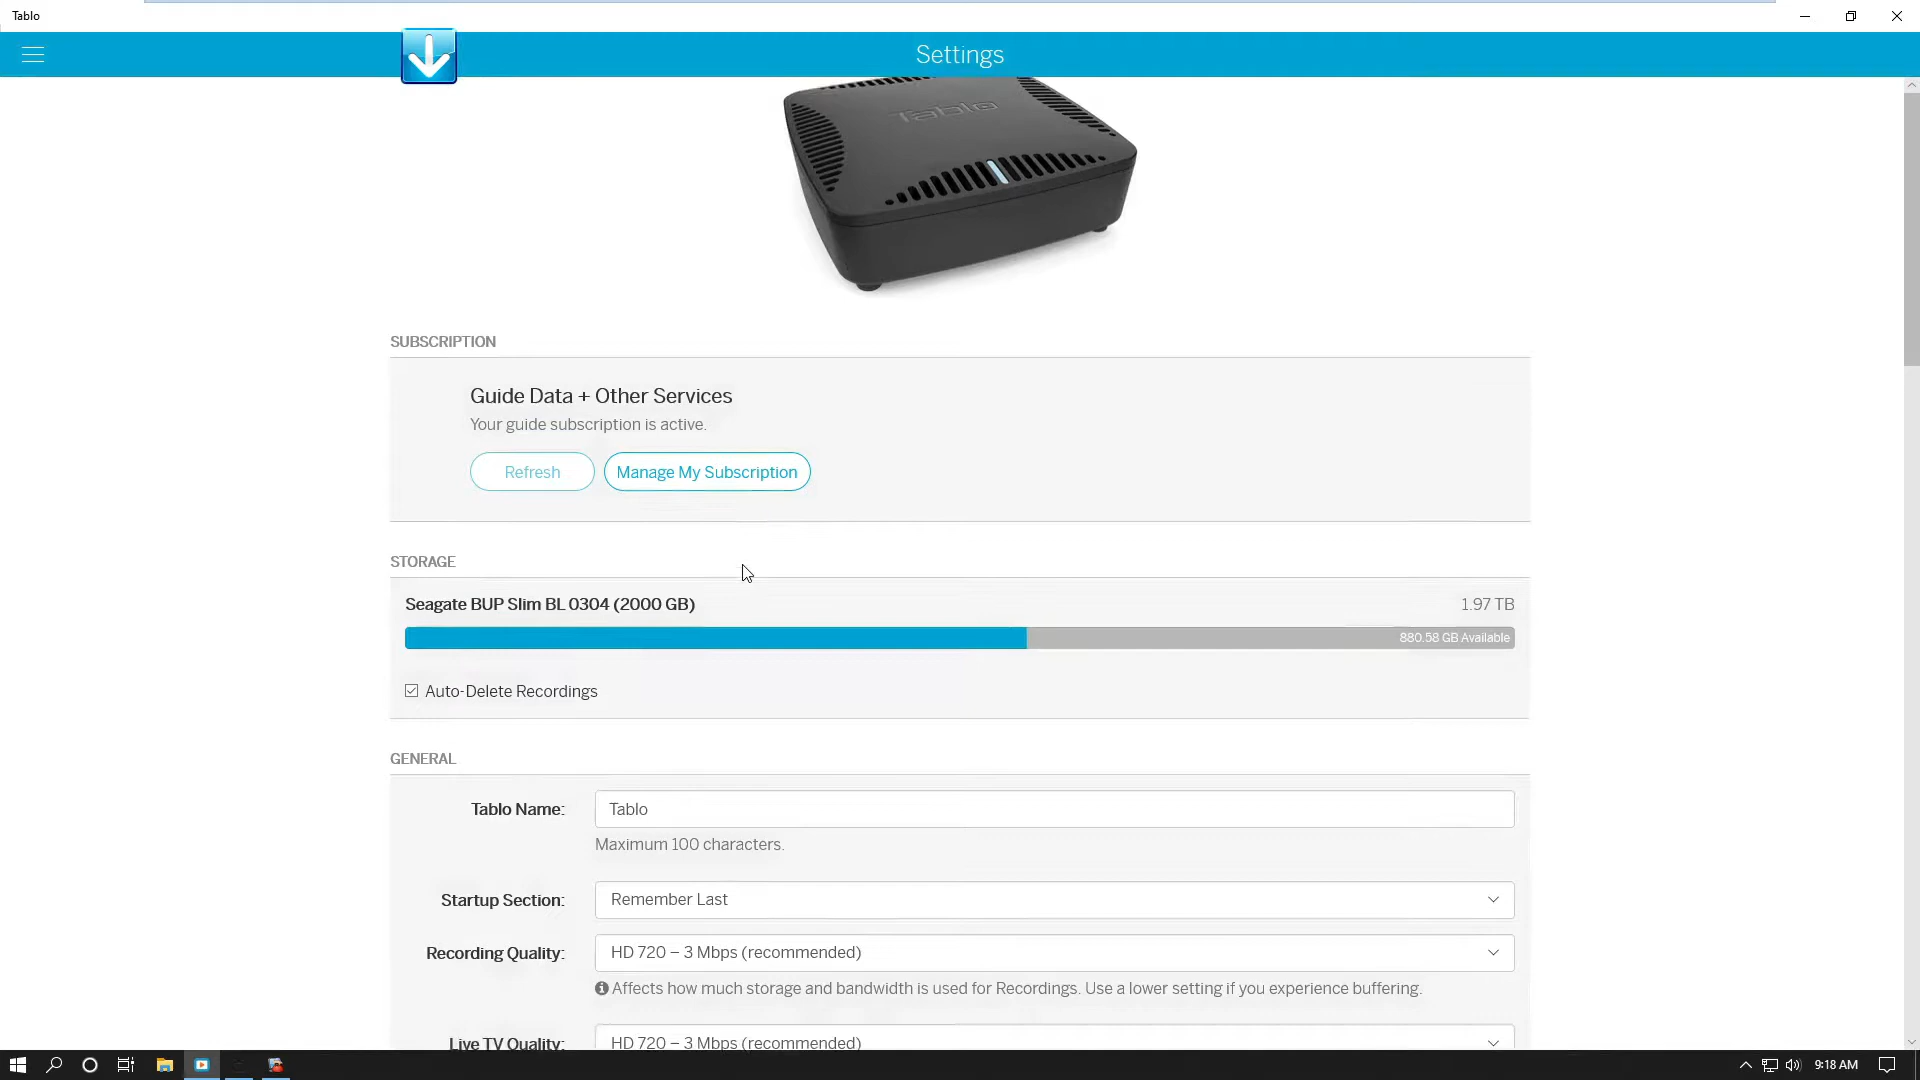 Tablo
Settings
Tablo
SUBSCRIPTION
Guide Data + Other Services
Your guide subscription is active.
Refresh
Manage My Subscription
STORAGE
Seagate BUP Slim BL 0304 (2000 GB)
1.97 TB
880.58 GB Available
Auto-Delete Recordings
GENERAL
Tablo Name:
Tablo
Maximum 100 characters.
Startup Section:
Remember Last
Recording Quality:
HD 720 – 3 Mbps (recommended)
Affects how much storage and bandwidth is used for Recordings. Use a lower setting if you experience buffering.
Live TV Quality:
HD 720 – 3 Mbps (recommended)
9:18 AM